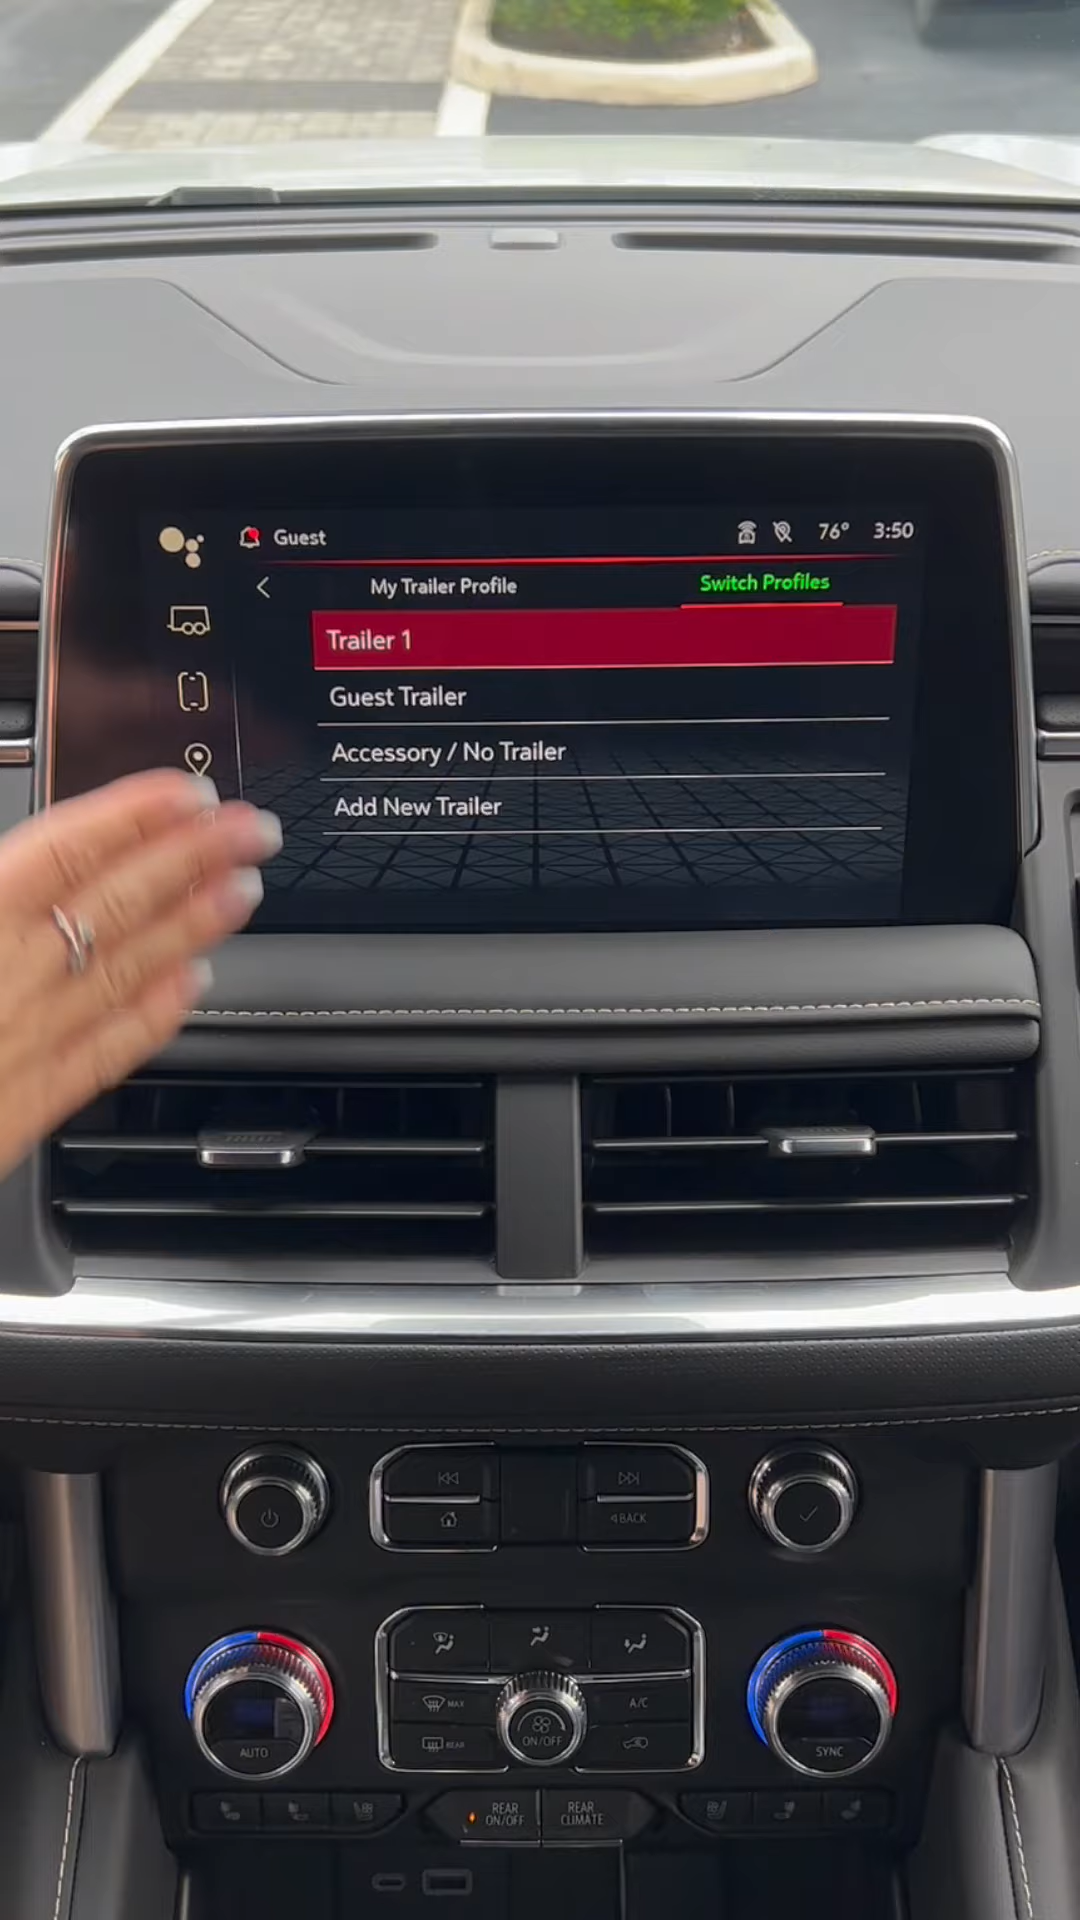 Guest
76° 3:50
My Trailer Profile
Switch Profiles
Trailer 1
Guest Trailer
Accessory / No Trailer
Add New Trailer
BACK
MAX
A/C
REAR
ON/OFF
AUTO
SYNC
REAR
ON/OFF
REAR
CLIMATE